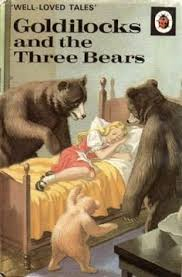 'WELL-LOVED TALES'
Goldilocks
and the
Three Bears